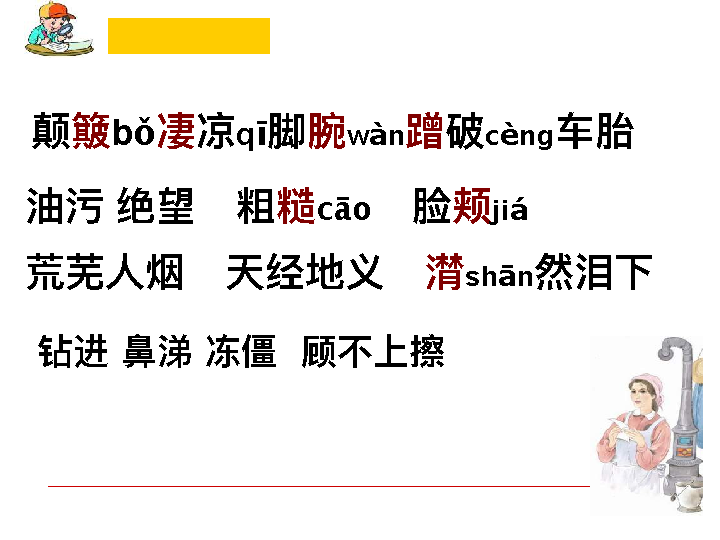 颠簸bǒ凄凉qī脚腕wàn蹭破cèng车胎
油污 绝望 粗糙cāo 脸颊jiá
荒芜人烟 天经地义 潸shān然泪下
钻进 鼻涕 冻僵 顾不上擦